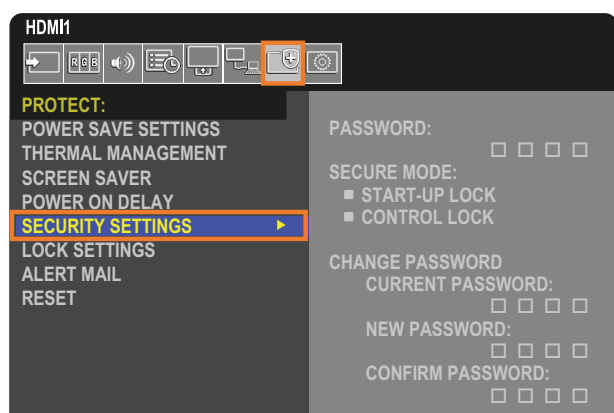 HDMI1
RGB
PROTECT:
POWER SAVE SETTINGS
THERMAL MANAGEMENT
SCREEN SAVER
POWER ON DELAY
SECURITY SETTINGS
LOCK SETTINGS
ALERT MAIL
RESET
PASSWORD:
SECURE MODE:
START-UP LOCK
CONTROL LOCK
CHANGE PASSWORD
CURRENT PASSWORD:
NEW PASSWORD:
CONFIRM PASSWORD: